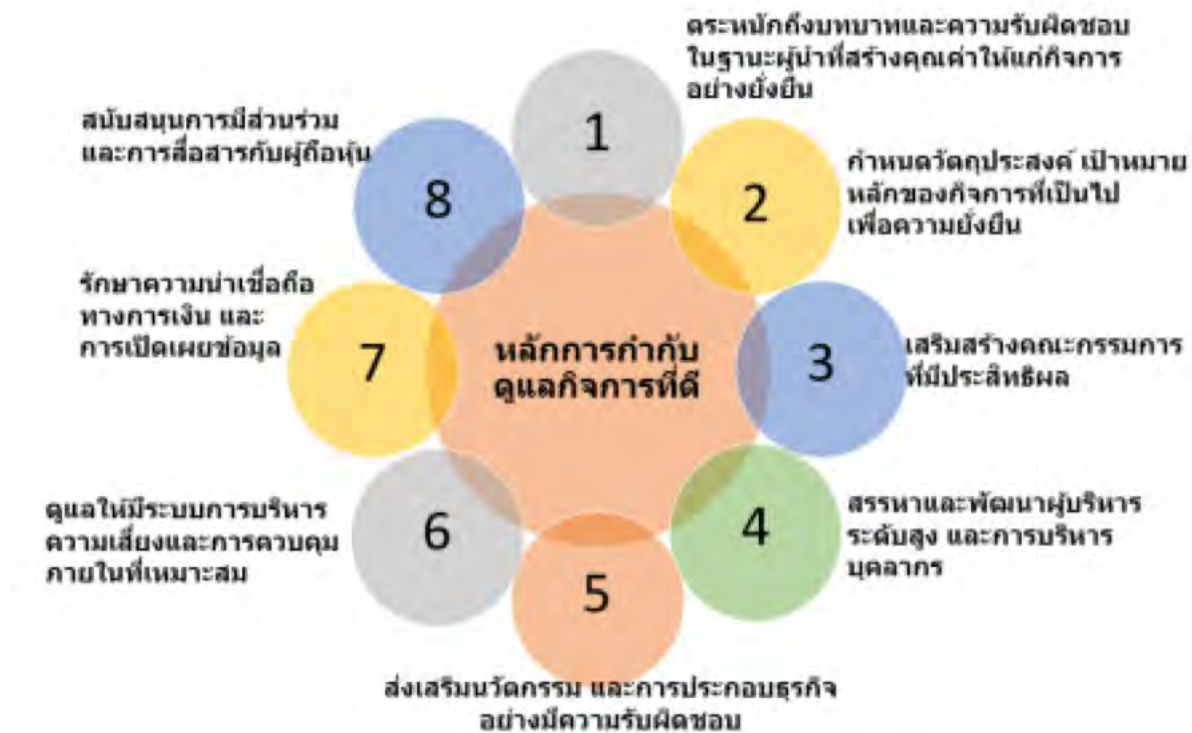 ตระหนักถึงบทบาทและความรับผิดชอบ
ในฐานะผู้นำที่สร้างคุณค่าให้แก่กิจการ
อย่างยั่งยืน
1
กำหนดวัตถุประสงค์ เป้าหมาย
หลักของกิจการที่เป็นไป
เพื่อความยั่งยืน
2
เสริมสร้างคณะกรรมการ
ที่มีประสิทธิผล
3
สรรหาและพัฒนาผู้บริหาร
ระดับสูง และการบริหาร
บุคลากร
4
5
ส่งเสริมนวัตกรรม และการประกอบธุรกิจ
อย่างมีความรับผิดชอบ
6
ดูแลให้มีระบบการบริหาร
ความเสี่ยงและการควบคุม
ภายในที่เหมาะสม
7
รักษาความน่าเชื่อถือ
ทางการเงิน และ
การเปิดเผยข้อมูล
8
สนับสนุนการมีส่วนร่วม
และการสื่อสารกับผู้ถือหุ้น
หลักการกำกับ
ดูแลกิจการที่ดี